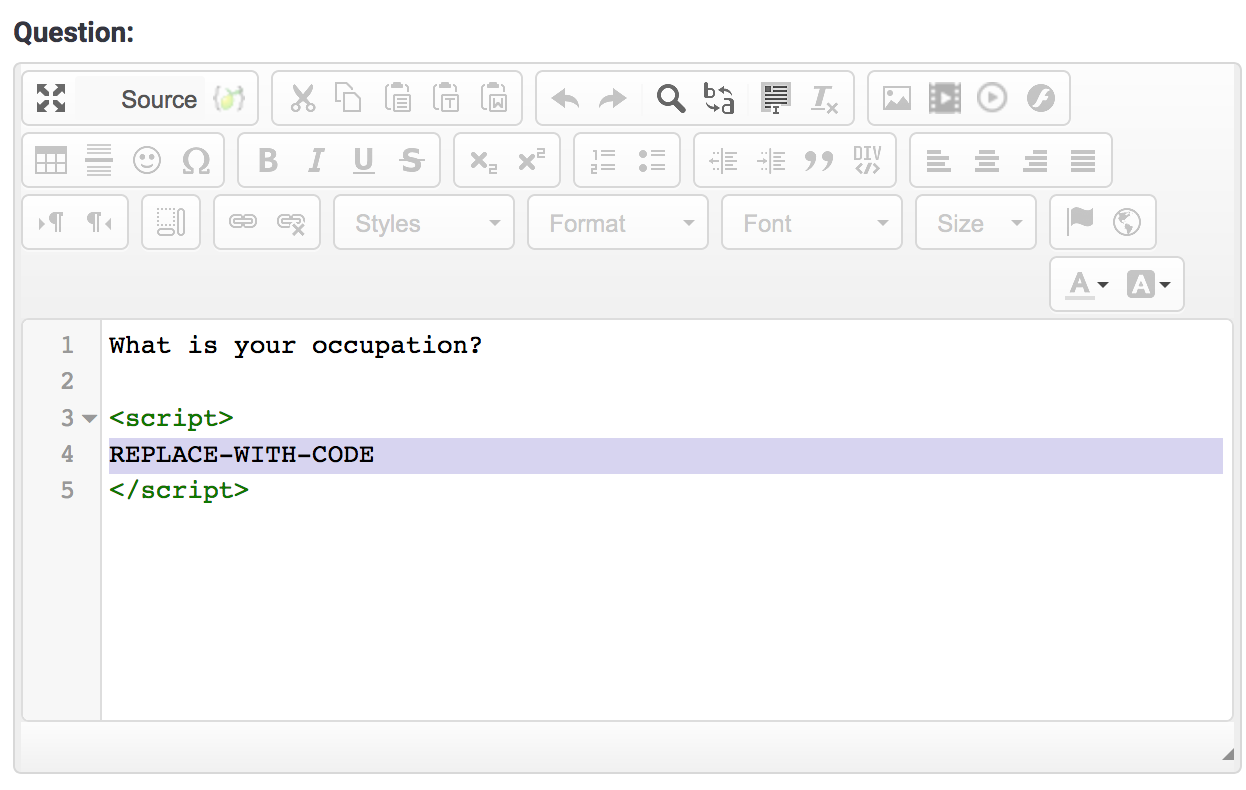 Question:
Source
Styles Format Font Size
1 What is your occupation?
2
3 <script>
4 REPLACE-WITH-CODE
5 </script>